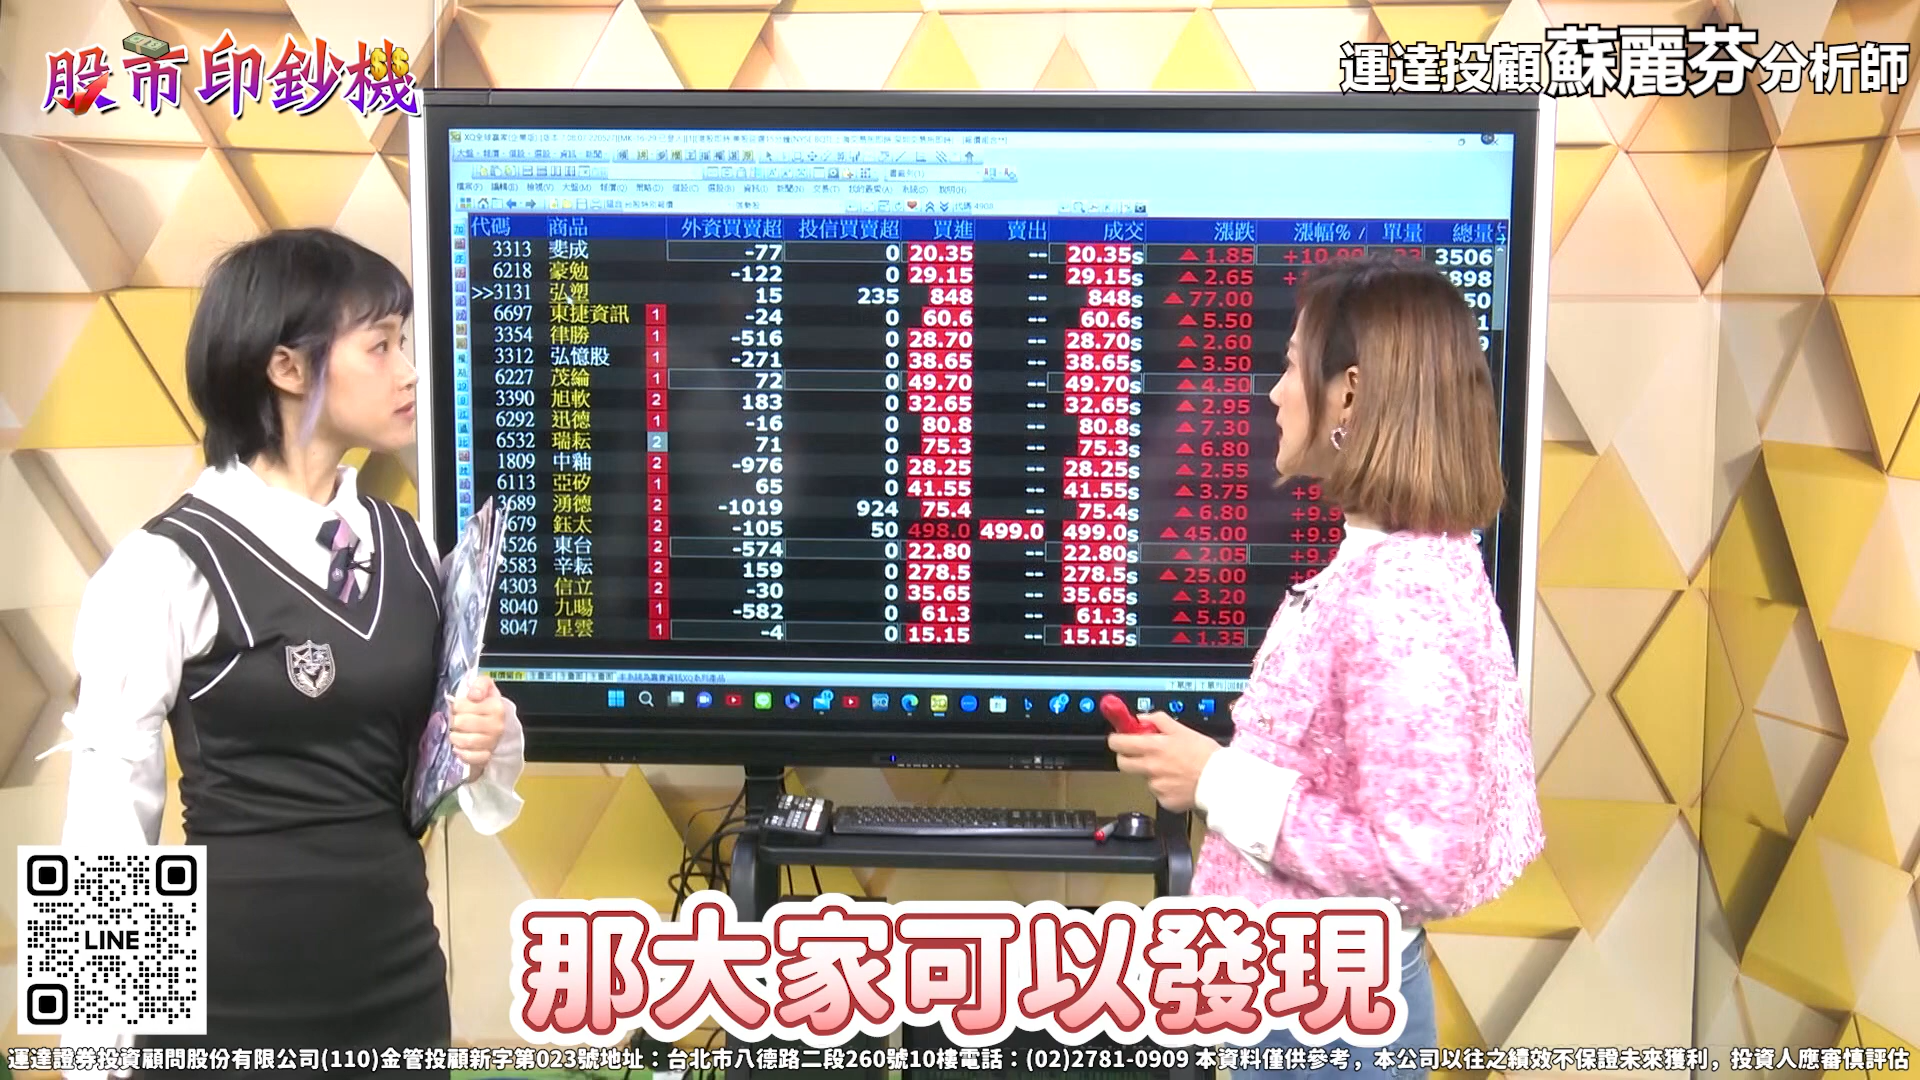 股市印鈔機
運達投顧 蘇麗芬 分析師
代碼 商品 外資買賣超 投信買賣超 買進 賣出 成交 漲跌 漲幅% 單量 總量
3313 斐成 -77 0 20.35 -- 20.35s ▲1.85 +10.00 3506
6218 豪勉 -122 0 29.15 -- 29.15s ▲2.65 898
>>3131 弘塑 15 235 848 -- 848s ▲77.00 50
6697 東捷資訊 1 -24 0 60.6 -- 60.6s ▲5.50
3354 律勝 1 -516 0 28.70 -- 28.70s ▲2.60
3312 弘憶股 1 -271 0 38.65 -- 38.65s ▲3.50
6227 茂綸 1 72 0 49.70 -- 49.70s ▲4.50
3390 旭軟 2 183 0 32.65 -- 32.65s ▲2.95
6292 迅德 1 -16 0 80.8 -- 80.8s ▲7.30
6532 瑞耘 2 71 0 75.3 -- 75.3s ▲6.80
1809 中釉 2 -976 0 28.25 -- 28.25s ▲2.55
6113 亞矽 1 65 0 41.55 -- 41.55s ▲3.75
3689 湧德 2 -1019 924 75.4 -- 75.4s ▲6.80 +9.9
6679 鈺太 2 -105 50 498.0 499.0 499.0s ▲45.00 +9.9
4526 東台 2 -574 0 22.80 -- 22.80s ▲2.05
3583 辛耘 2 159 0 278.5 -- 278.5s ▲25.00
4303 信立 2 -30 0 35.65 -- 35.65s ▲3.20
8040 九暘 1 -582 0 61.3 -- 61.3s ▲5.50
8047 星雲 1 -4 0 15.15 -- 15.15s ▲1.35
LINE
那大家可以發現
運達證券投資顧問股份有限公司(110)金管投顧新字第023號地址：台北市八德路二段260號10樓電話：(02)2781-0909 本資料僅供參考，本公司以往之績效不保證未來獲利，投資人應審慎評估